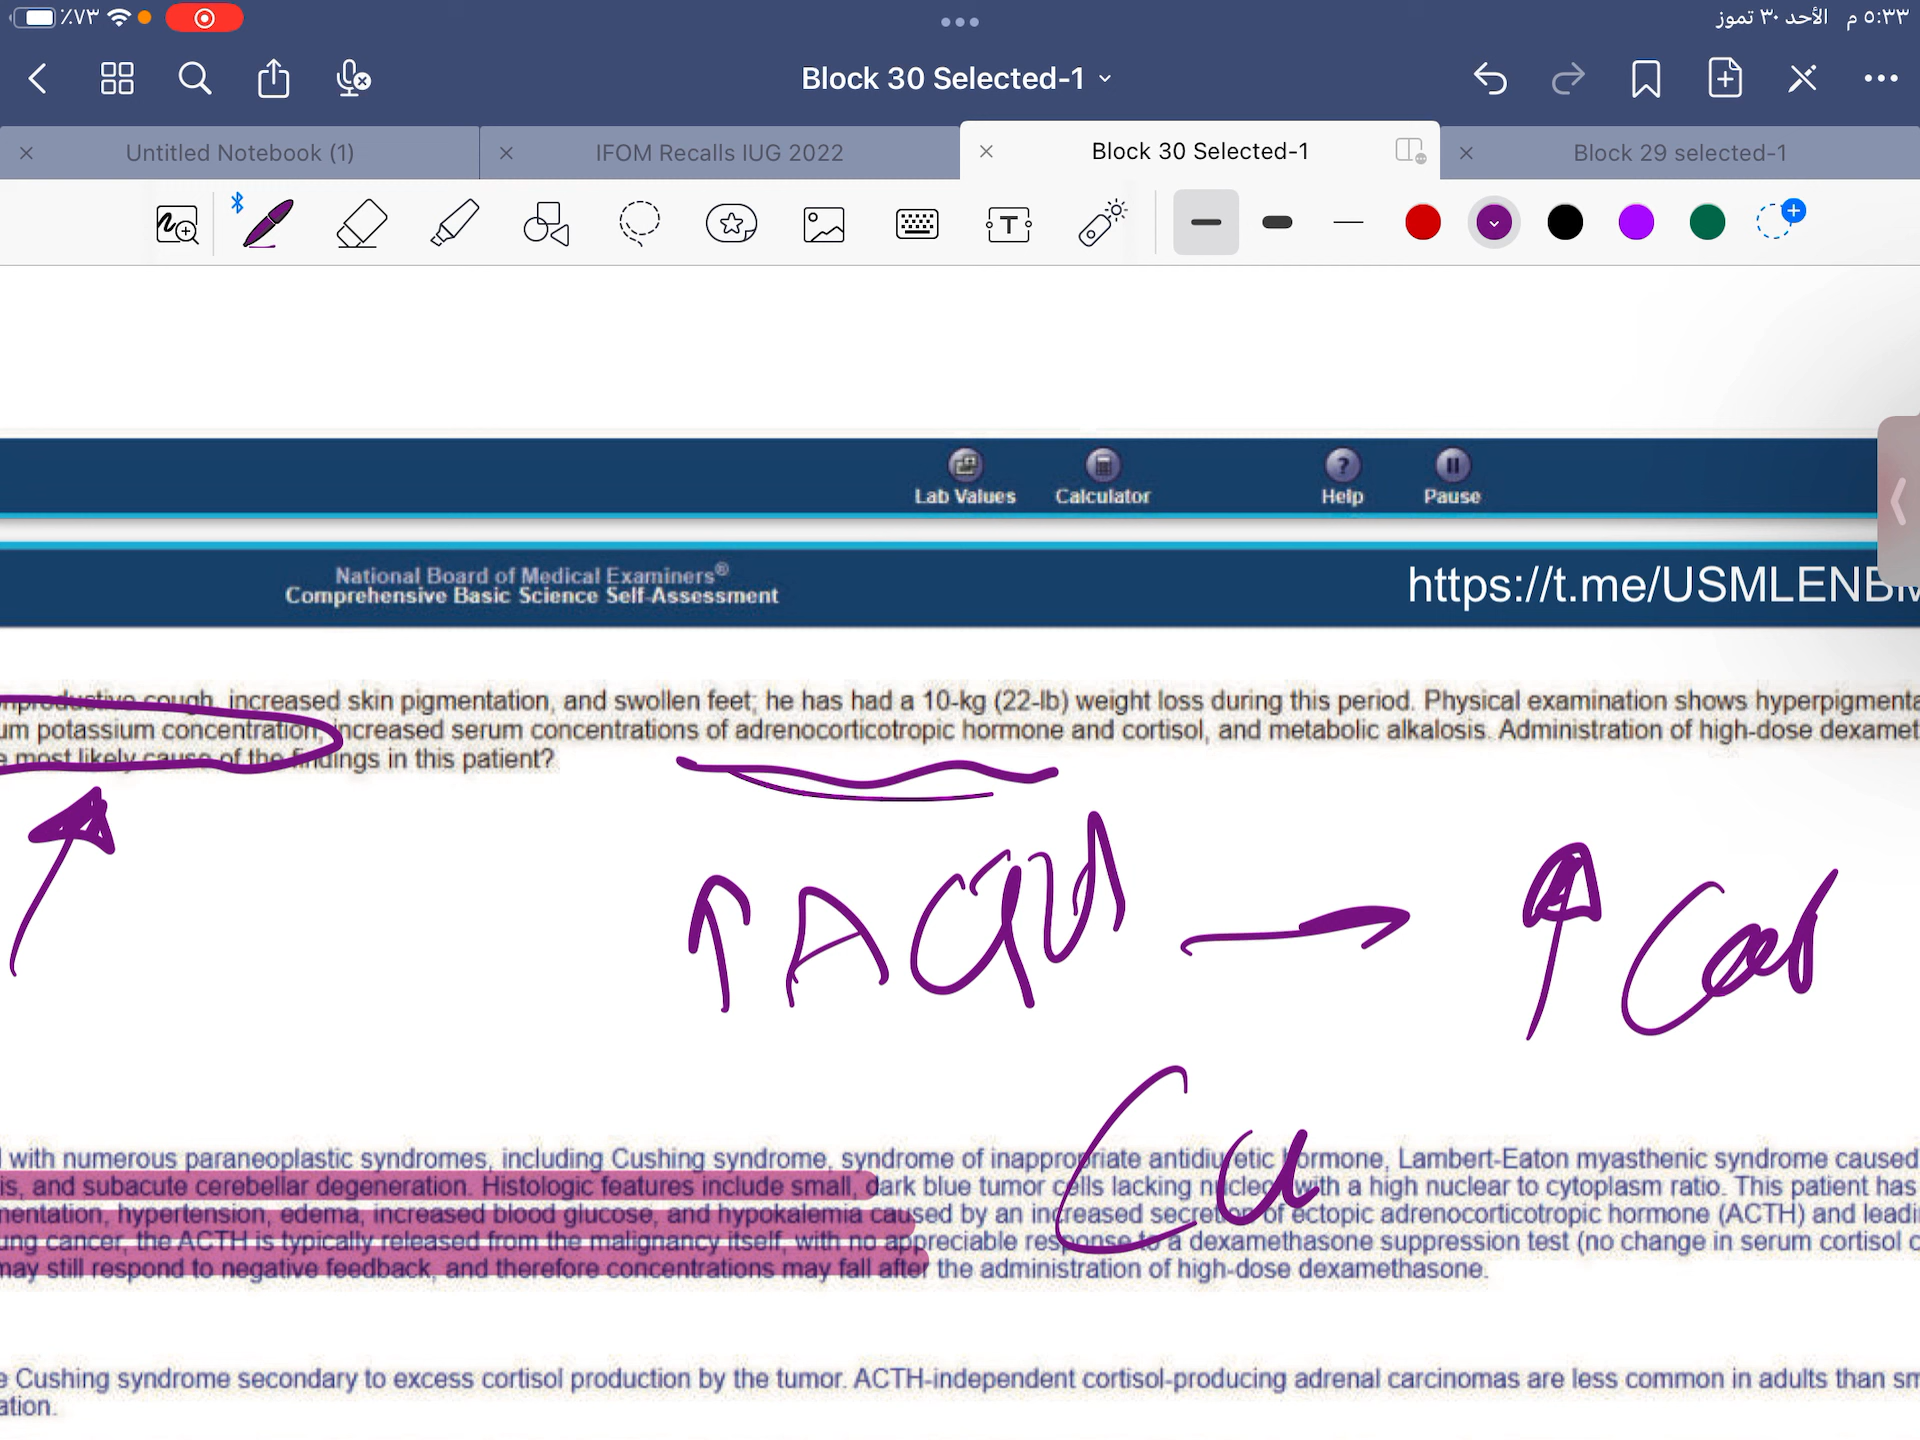 ٪٧٣
٥:٣٣ م الأحد ٣٠ تموز
Block 30 Selected-1
Untitled Notebook (1)
IFOM Recalls IUG 2022
Block 30 Selected-1
Block 29 selected-1
T
Lab Values
Calculator
Help
Pause
National Board of Medical Examiners®
Comprehensive Basic Science Self-Assessment
https://t.me/USMLENBM
nproductive cough, increased skin pigmentation, and swollen feet; he has had a 10-kg (22-lb) weight loss during this period. Physical examination shows hyperpigmenta
um potassium concentration, increased serum concentrations of adrenocorticotropic hormone and cortisol, and metabolic alkalosis. Administration of high-dose dexamet
e most likely cause of the findings in this patient?
↑ →  ↑
Ca
with numerous paraneoplastic syndromes, including Cushing syndrome, syndrome of inappropriate antidiuretic hormone, Lambert-Eaton myasthenic syndrome caused
is, and subacute cerebellar degeneration. Histologic features include small, dark blue tumor cells lacking nucleoli with a high nuclear to cytoplasm ratio. This patient has
mentation, hypertension, edema, increased blood glucose, and hypokalemia caused by an increased secretion of ectopic adrenocorticotropic hormone (ACTH) and leadi
ung cancer, the ACTH is typically released from the malignancy itself, with no appreciable response to a dexamethasone suppression test (no change in serum cortisol c
may still respond to negative feedback, and therefore concentrations may fall after the administration of high-dose dexamethasone.
e Cushing syndrome secondary to excess cortisol production by the tumor. ACTH-independent cortisol-producing adrenal carcinomas are less common in adults than sm
ation.